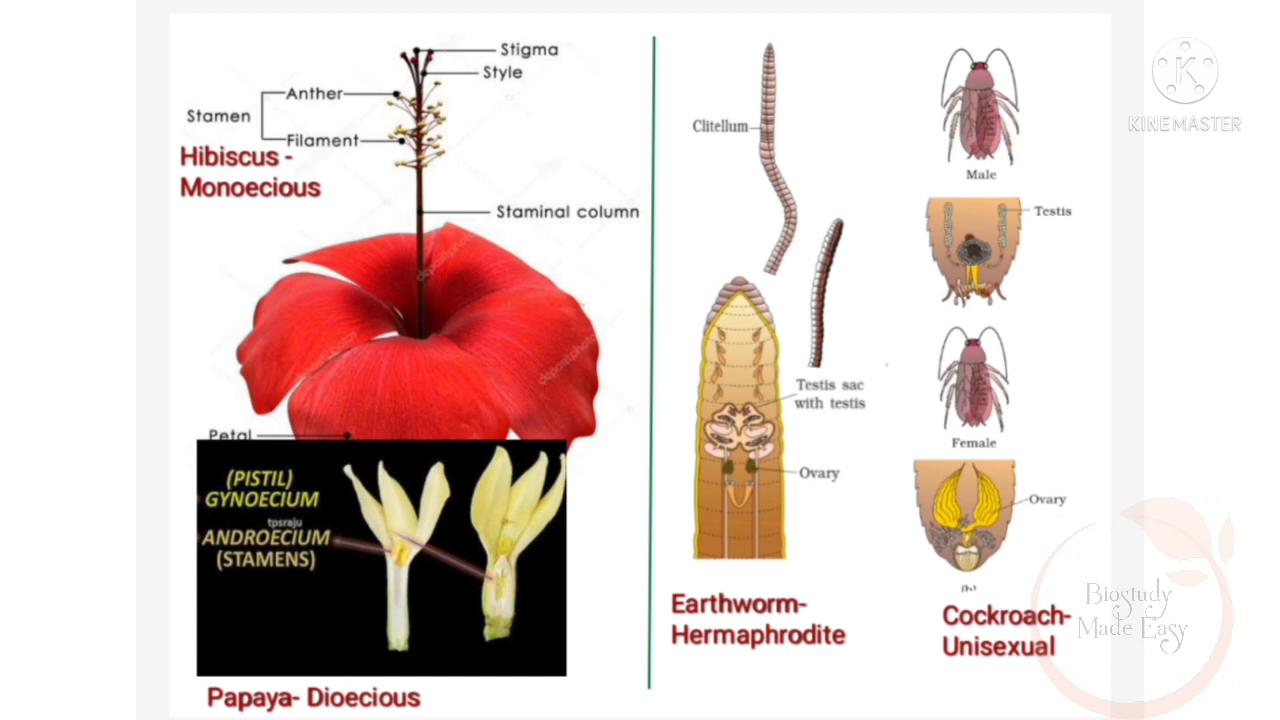 Stigma
Style
Anther
Stamen
Filament
Hibiscus -
Monoecious
Staminal column
Petal
(PISTIL)
GYNOECIUM
tpsraju
ANDROECIUM
(STAMENS)
Papaya- Dioecious
Clitellum
Testis sac
with testis
Ovary
Earthworm-
Hermaphrodite
Male
Testis
Female
Ovary
Cockroach-
Unisexual
KINEMASTER
Biostudy
Made Easy
depositphotos